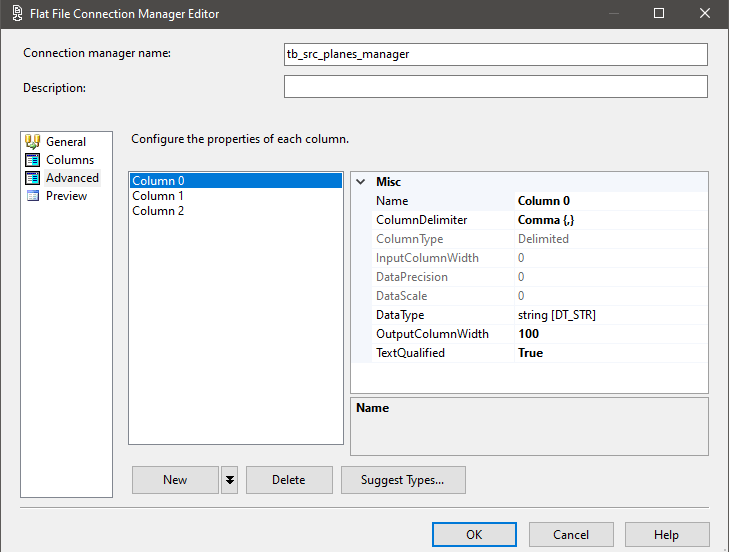 Flat File Connection Manager Editor
Connection manager name: tb_src_planes_manager
Description:
General
Columns
Advanced
Preview
Configure the properties of each column.
Column 0
Column 1
Column 2
Misc
Name Column 0
ColumnDelimiter Comma {,}
ColumnType Delimited
InputColumnWidth 0
DataPrecision 0
DataScale 0
DataType string [DT_STR]
OutputColumnWidth 100
TextQualified True
Name
New Delete Suggest Types...
OK Cancel Help